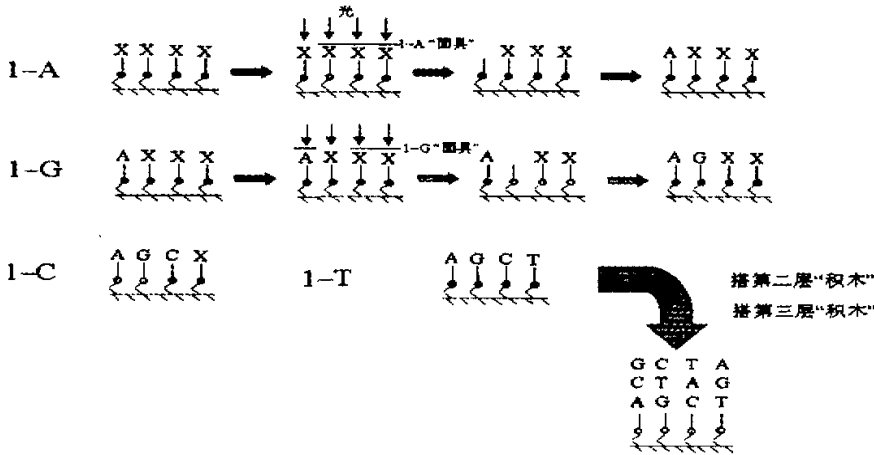 光
X X X X
X X X X
1-A“面具”
X X X
A X X X
1-A
A X X X
A X X X
1-G“面具”
A X X
A G X X
1-G
1-C
A G C X
1-T
A G C T
搭第二层“积木”
搭第三层“积木”
G C T A
C T A G
A G C T